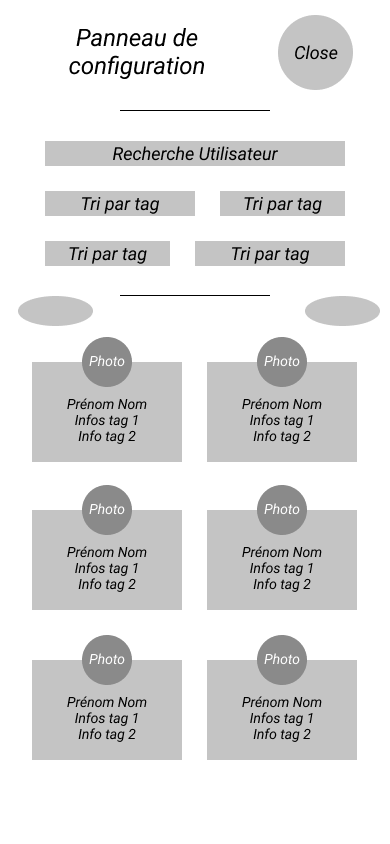 Panneau de
configuration
Close
Recherche Utilisateur
Tri par tag
Tri par tag
Tri par tag
Tri par tag
Photo
Prénom Nom
Infos tag 1
Info tag 2
Photo
Prénom Nom
Infos tag 1
Info tag 2
Photo
Prénom Nom
Infos tag 1
Info tag 2
Photo
Prénom Nom
Infos tag 1
Info tag 2
Photo
Prénom Nom
Infos tag 1
Info tag 2
Photo
Prénom Nom
Infos tag 1
Info tag 2